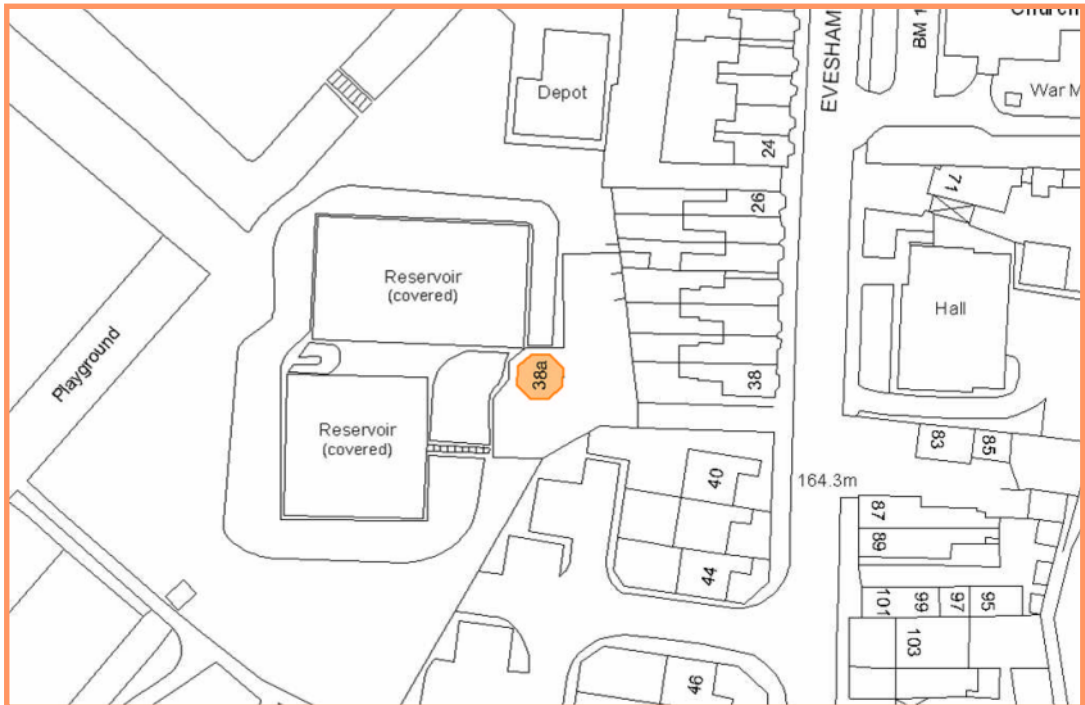 Depot
EVESHAM
BM
War M
24
71
26
Reservoir
(covered)
Hall
Playground
38a
38
Reservoir
(covered)
83
85
40
164.3m
87
89
44
101
99
97
95
103
46